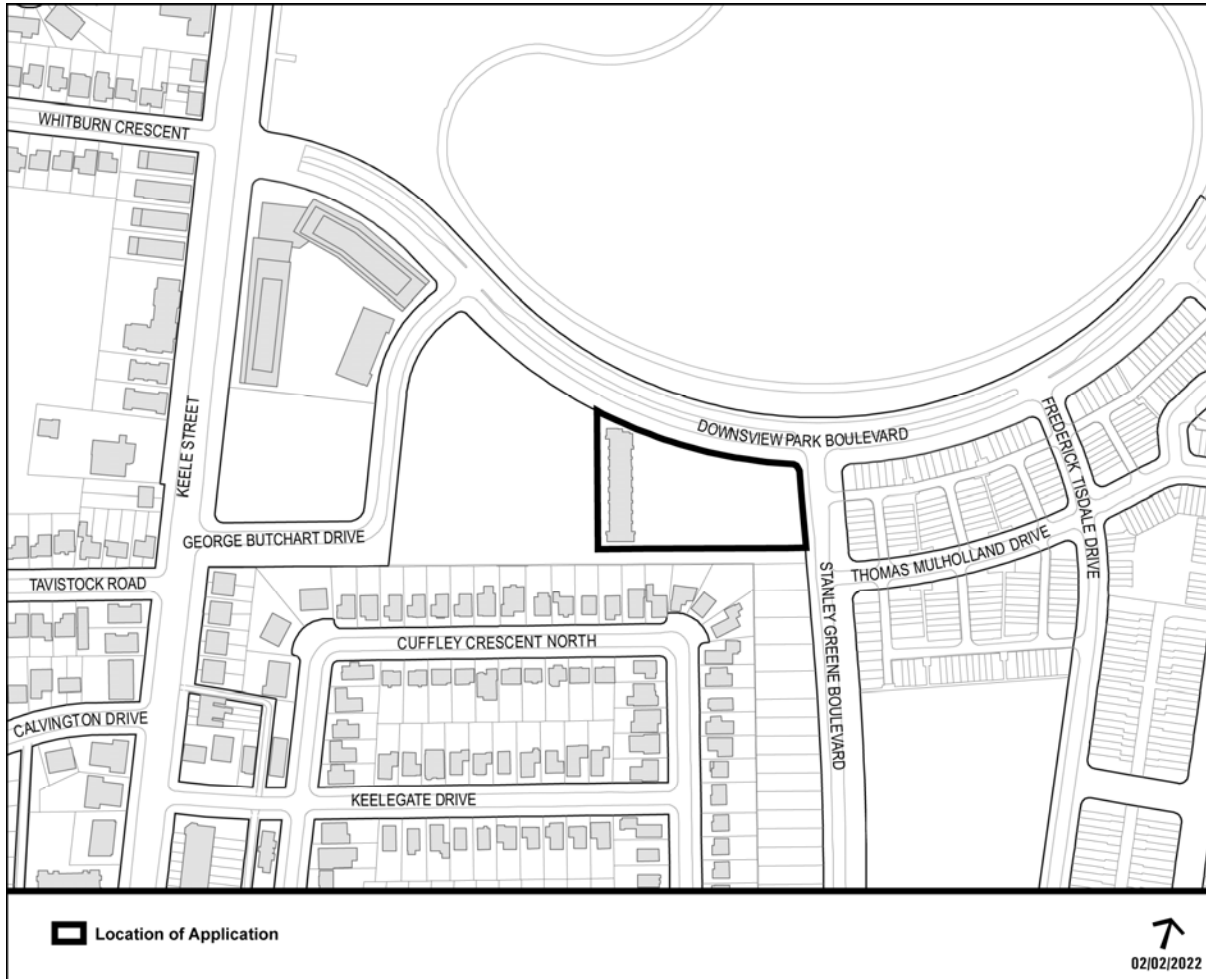 WHITBURN CRESCENT
KEELE STREET
DOWNSVIEW PARK BOULEVARD
FREDERICK TISDALE DRIVE
GEORGE BUTCHART DRIVE
THOMAS MULHOLLAND DRIVE
TAVISTOCK ROAD
STANLEY GREENE BOULEVARD
CUFFLEY CRESCENT NORTH
CALVINGTON DRIVE
KEELEGATE DRIVE
Location of Application
02/02/2022